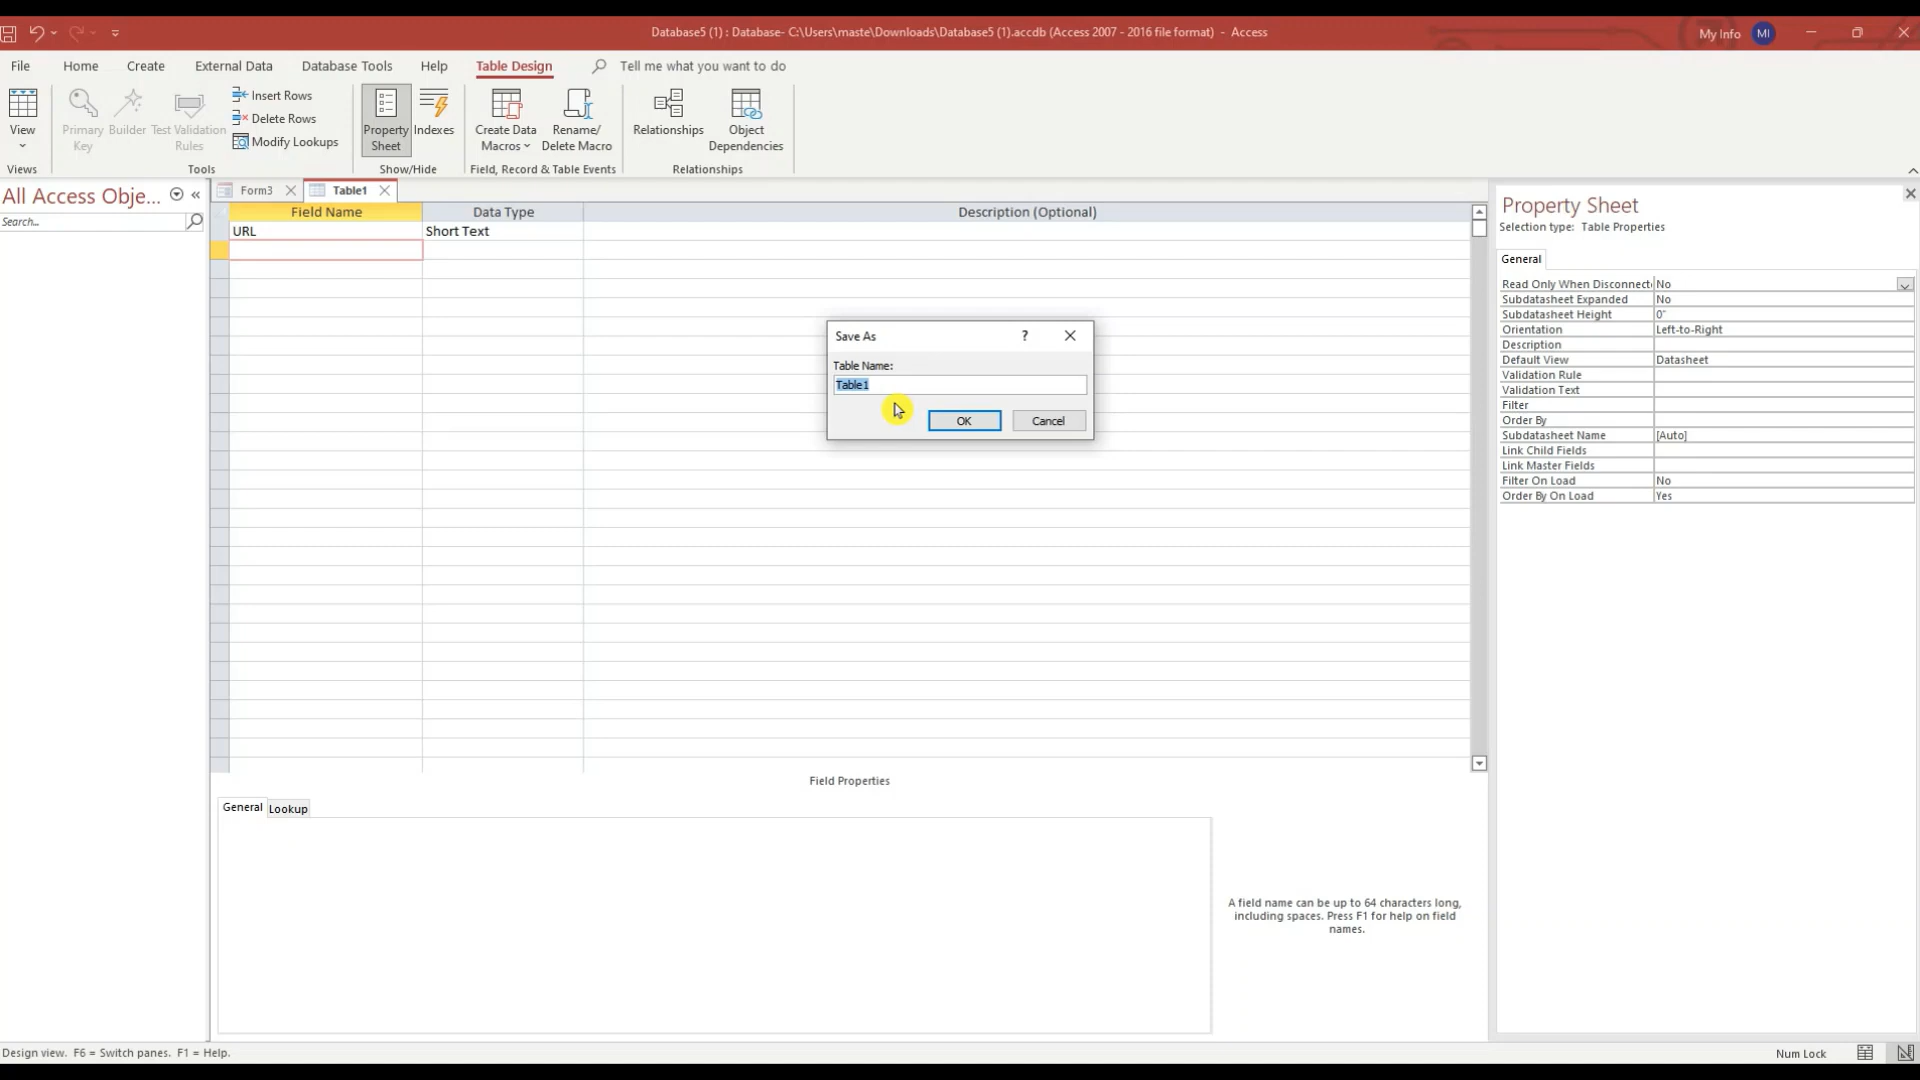 Database5 (1) : Database- C:\Users\maste\Downloads\Database5 (1).accdb (Access 2007 - 2016 file format) - Access
My Info MI
File Home Create External Data Database Tools Help Table Design Tell me what you want to do
View
Primary Key
Builder
Test Validation Rules
Insert Rows
Delete Rows
Modify Lookups
Property Sheet
Indexes
Create Data Macros
Rename/ Delete Macro
Relationships
Object Dependencies
Views Tools Show/Hide Field, Record & Table Events Relationships
All Access Obje...
Search...
Form3 Table1
Field Name Data Type Description (Optional)
URL Short Text
Save As ?
Table Name:
Table1
OK Cancel
Field Properties
General Lookup
A field name can be up to 64 characters long,
including spaces. Press F1 for help on field
names.
Property Sheet
Selection type: Table Properties
General
Read Only When Disconnect No
Subdatasheet Expanded No
Subdatasheet Height 0"
Orientation Left-to-Right
Description
Default View Datasheet
Validation Rule
Validation Text
Filter
Order By
Subdatasheet Name [Auto]
Link Child Fields
Link Master Fields
Filter On Load No
Order By On Load Yes
Design view. F6 = Switch panes. F1 = Help.
Num Lock